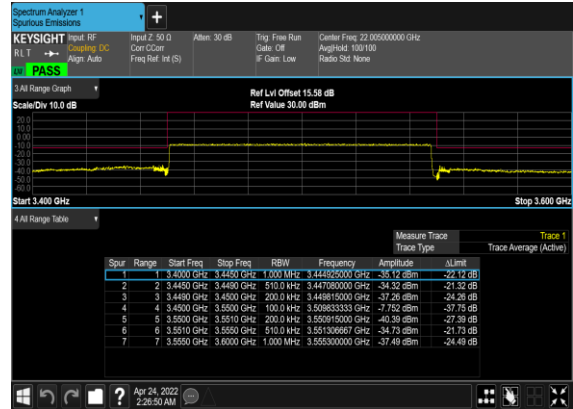 Spectrum Analyzer 1
Spurious Emissions
KEYSIGHT Input: RF Input Z: 50 Ω Atten: 30 dB Trig: Free Run Center Freq: 22.005000000 GHz
RLT Coupling: DC Corr CCorr Gate: Off Avg|Hold: 100/100
Align: Auto Freq Ref: Int (S) IF Gain: Low Radio Std: None
PASS
3 All Range Graph
Ref Lvl Offset 15.58 dB
Scale/Div 10.0 dB Ref Value 30.00 dBm
20.0
10.0
0.00
-10.0
-20.0
-30.0
-40.0
-50.0
-60.0
Start 3.400 GHz Stop 3.600 GHz
4 All Range Table
Measure Trace Trace 1
Trace Type Trace Average (Active)
Spur Range Start Freq Stop Freq RBW Frequency Amplitude ΔLimit
1 1 3.4000 GHz 3.4450 GHz 1.000 MHz 3.444925000 GHz -35.12 dBm -22.12 dB
2 2 3.4450 GHz 3.4490 GHz 510.0 kHz 3.447080000 GHz -34.32 dBm -21.32 dB
3 3 3.4490 GHz 3.4500 GHz 200.0 kHz 3.449815000 GHz -37.26 dBm -24.26 dB
4 4 3.4500 GHz 3.5500 GHz 100.0 kHz 3.509833333 GHz -7.752 dBm -37.75 dB
5 5 3.5500 GHz 3.5510 GHz 200.0 kHz 3.550915000 GHz -40.39 dBm -27.39 dB
6 6 3.5510 GHz 3.5550 GHz 510.0 kHz 3.551306667 GHz -34.73 dBm -21.73 dB
7 7 3.5550 GHz 3.6000 GHz 1.000 MHz 3.555300000 GHz -37.49 dBm -24.49 dB
Apr 24, 2022
2:26:50 AM